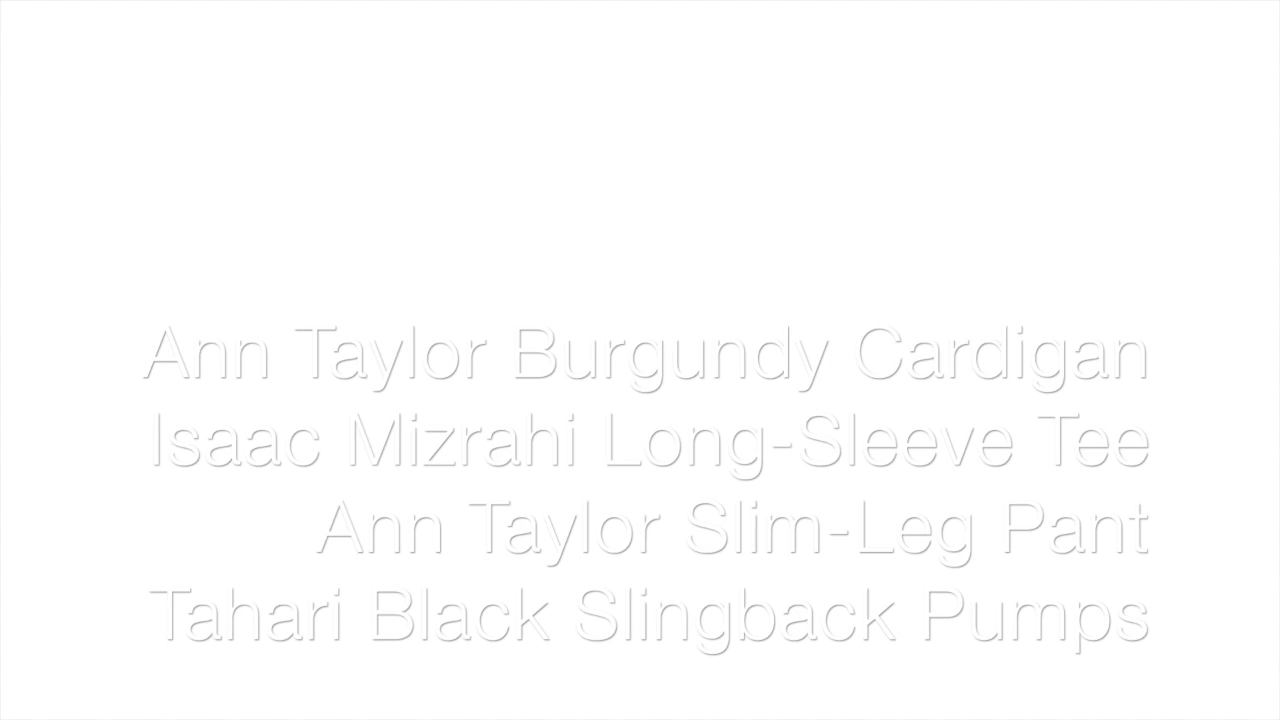 Ann Taylor Burgundy Cardigan
Isaac Mizrahi Long-Sleeve Tee
Ann Taylor Slim-Leg Pant
Tahari Black Slingback Pumps